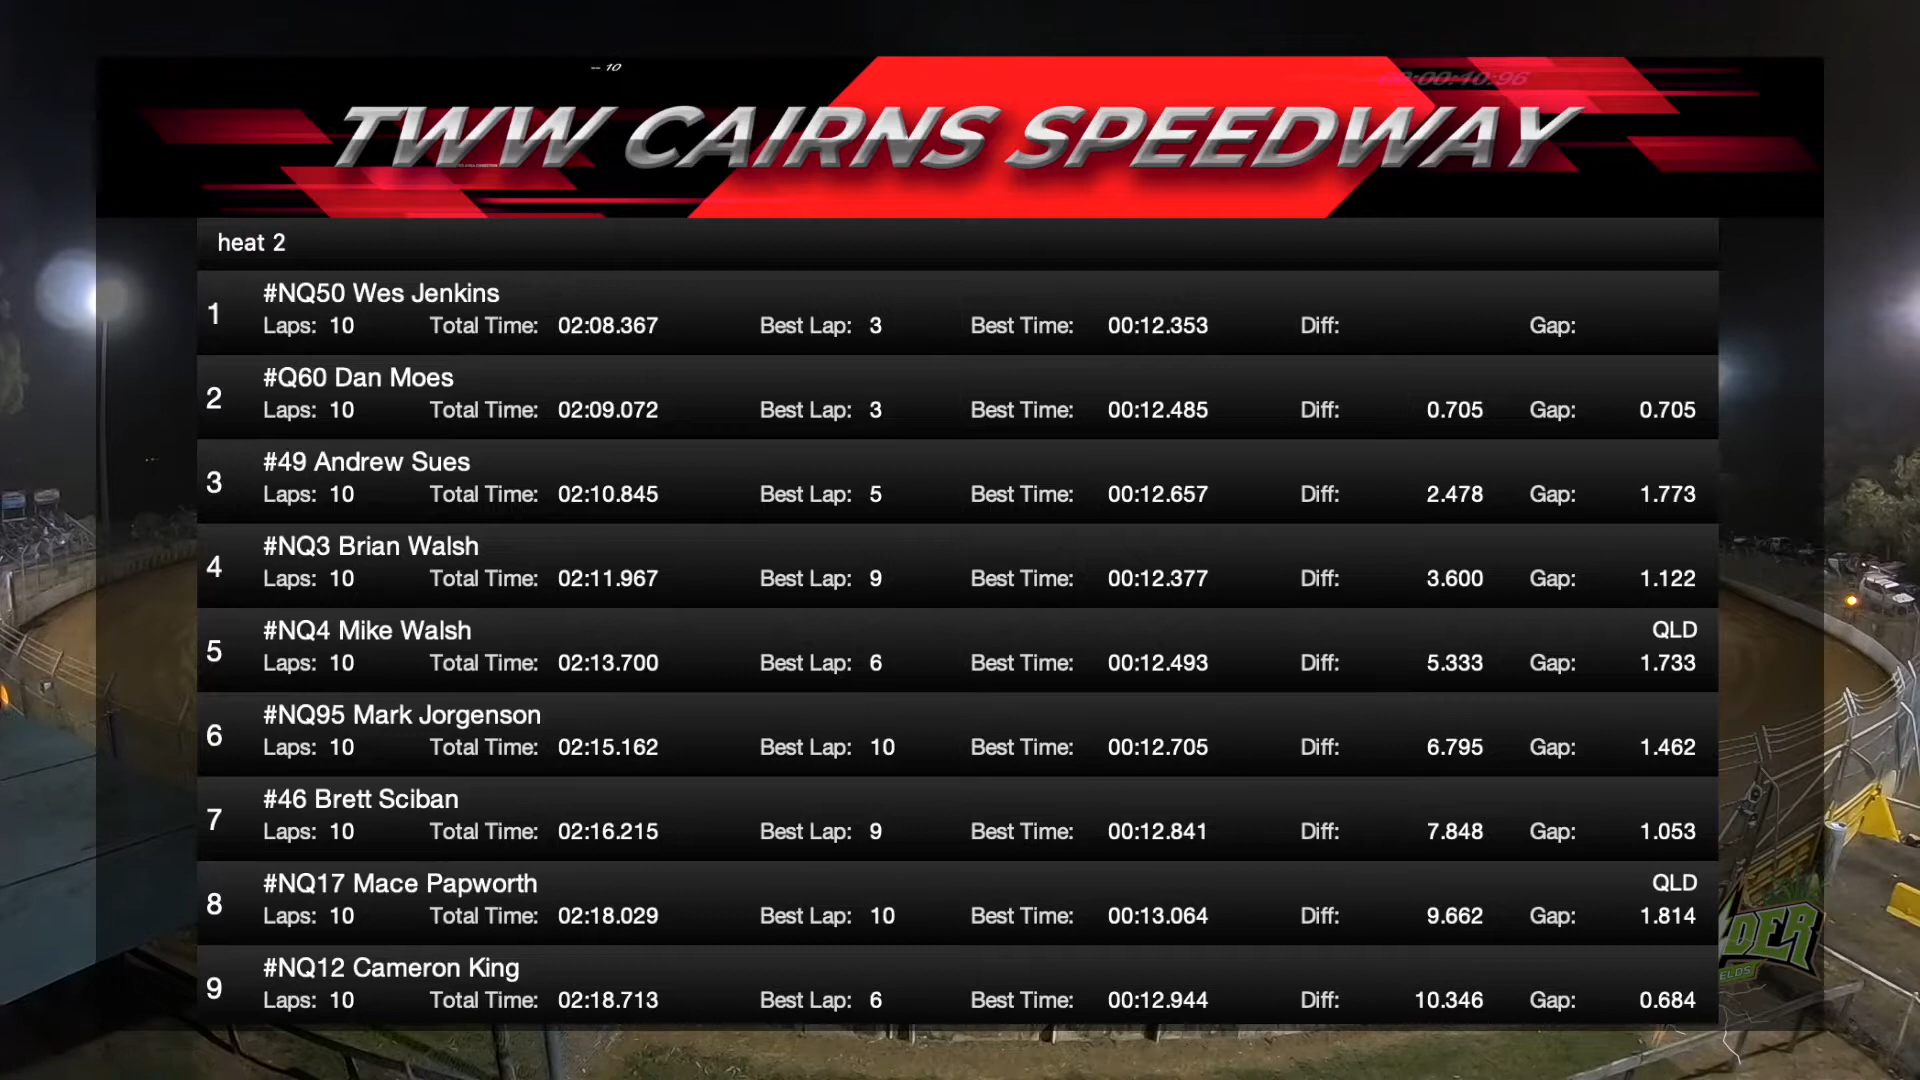 -- 10
00:00:10:96
TWW CAIRNS SPEEDWAY
heat 2
1 #NQ50 Wes Jenkins
Laps: 10 Total Time: 02:08.367 Best Lap: 3 Best Time: 00:12.353 Diff: Gap:
2 #Q60 Dan Moes
Laps: 10 Total Time: 02:09.072 Best Lap: 3 Best Time: 00:12.485 Diff: 0.705 Gap: 0.705
3 #49 Andrew Sues
Laps: 10 Total Time: 02:10.845 Best Lap: 5 Best Time: 00:12.657 Diff: 2.478 Gap: 1.773
4 #NQ3 Brian Walsh
Laps: 10 Total Time: 02:11.967 Best Lap: 9 Best Time: 00:12.377 Diff: 3.600 Gap: 1.122
5 #NQ4 Mike Walsh QLD
Laps: 10 Total Time: 02:13.700 Best Lap: 6 Best Time: 00:12.493 Diff: 5.333 Gap: 1.733
6 #NQ95 Mark Jorgenson
Laps: 10 Total Time: 02:15.162 Best Lap: 10 Best Time: 00:12.705 Diff: 6.795 Gap: 1.462
7 #46 Brett Sciban
Laps: 10 Total Time: 02:16.215 Best Lap: 9 Best Time: 00:12.841 Diff: 7.848 Gap: 1.053
8 #NQ17 Mace Papworth QLD
Laps: 10 Total Time: 02:18.029 Best Lap: 10 Best Time: 00:13.064 Diff: 9.662 Gap: 1.814
9 #NQ12 Cameron King
Laps: 10 Total Time: 02:18.713 Best Lap: 6 Best Time: 00:12.944 Diff: 10.346 Gap: 0.684
DER
ELDS